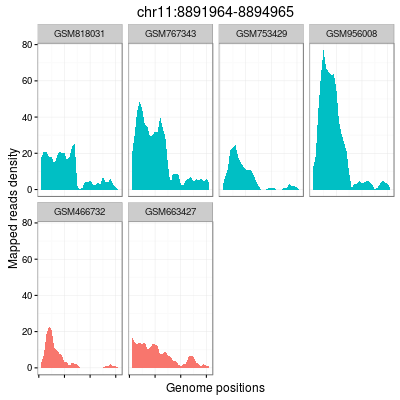 chr11:8891964-8894965
GSM818031 GSM767343 GSM753429 GSM956008
80
60
40
20
0
GSM466732 GSM663427
80
60
40
20
0
Mapped reads density
Genome positions